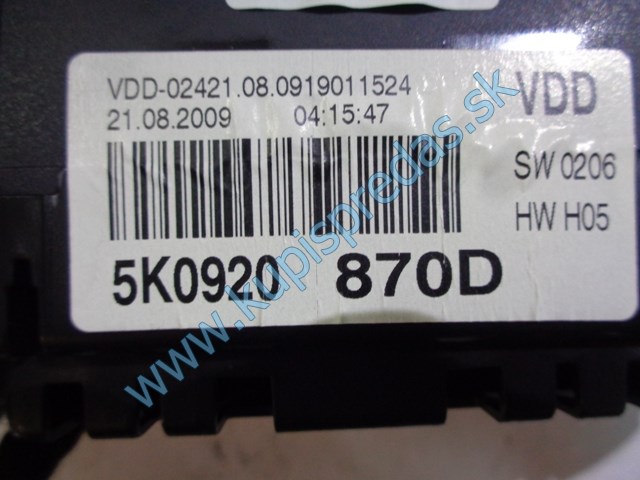 VDD-02421.08.0919011524 VDD
21.08.2009 04:15:47
SW 0206
HW H05
5K0920 870D
www.kupispredas.sk